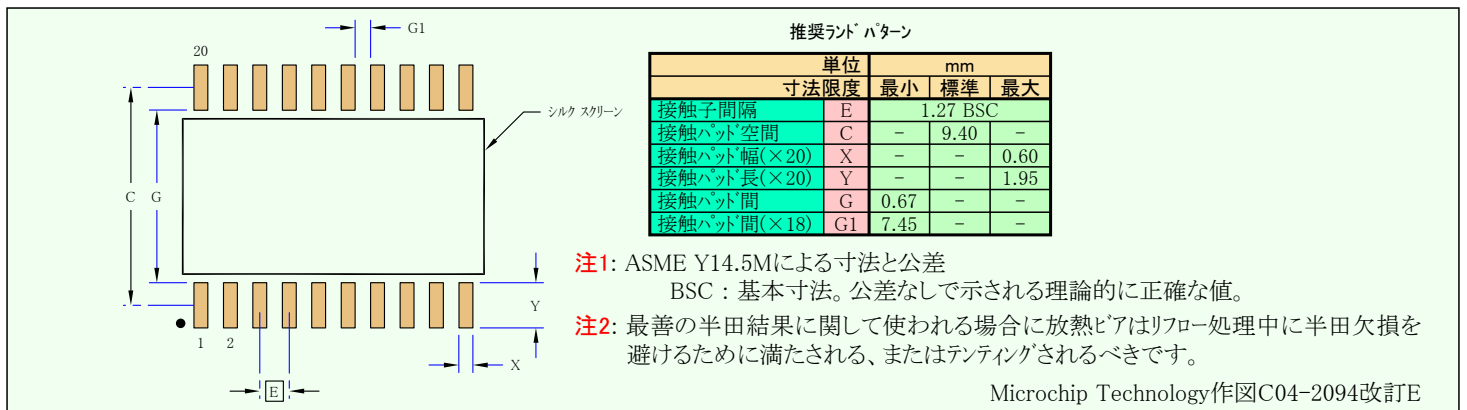 G1
20
シルク スクリーン
C
G
Y
1
2
X
E
推奨ランド パターン
単位 mm
寸法限度 最小 標準 最大
接触子間隔 E 1.27 BSC
接触パッド空間 C - 9.40 -
接触パッド幅(×20) X - - 0.60
接触パッド長(×20) Y - - 1.95
接触パッド間 G 0.67 - -
接触パッド間(×18) G1 7.45 - -
注1: ASME Y14.5Mによる寸法と公差
BSC : 基本寸法。公差なしで示される理論的に正確な値。
注2: 最善の半田結果に関して使われる場合に放熱ビアはリフロー処理中に半田欠損を
避けるために満たされる、またはテンティングされるべきです。
Microchip Technology作図C04-2094改訂E